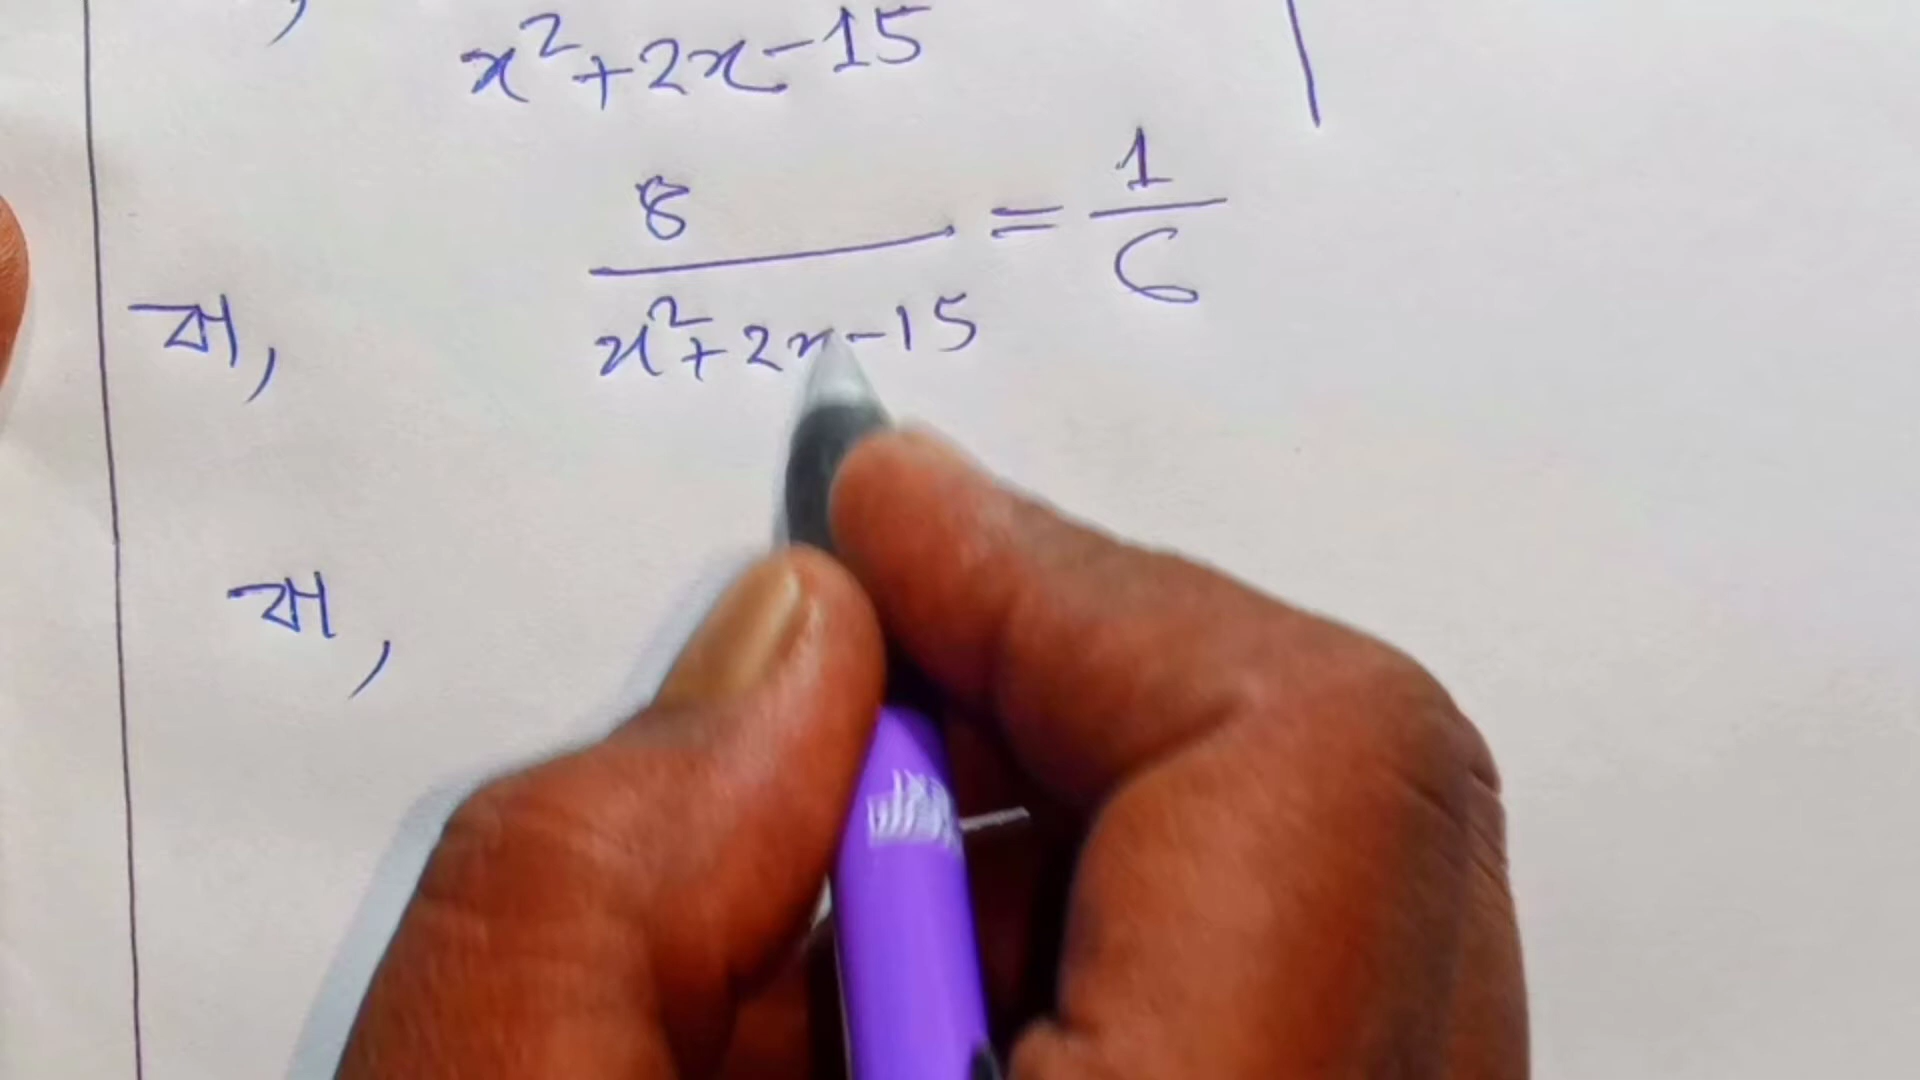 x²+2x-15
8/(x²+2x-15) = 1/6
বা,
বা,